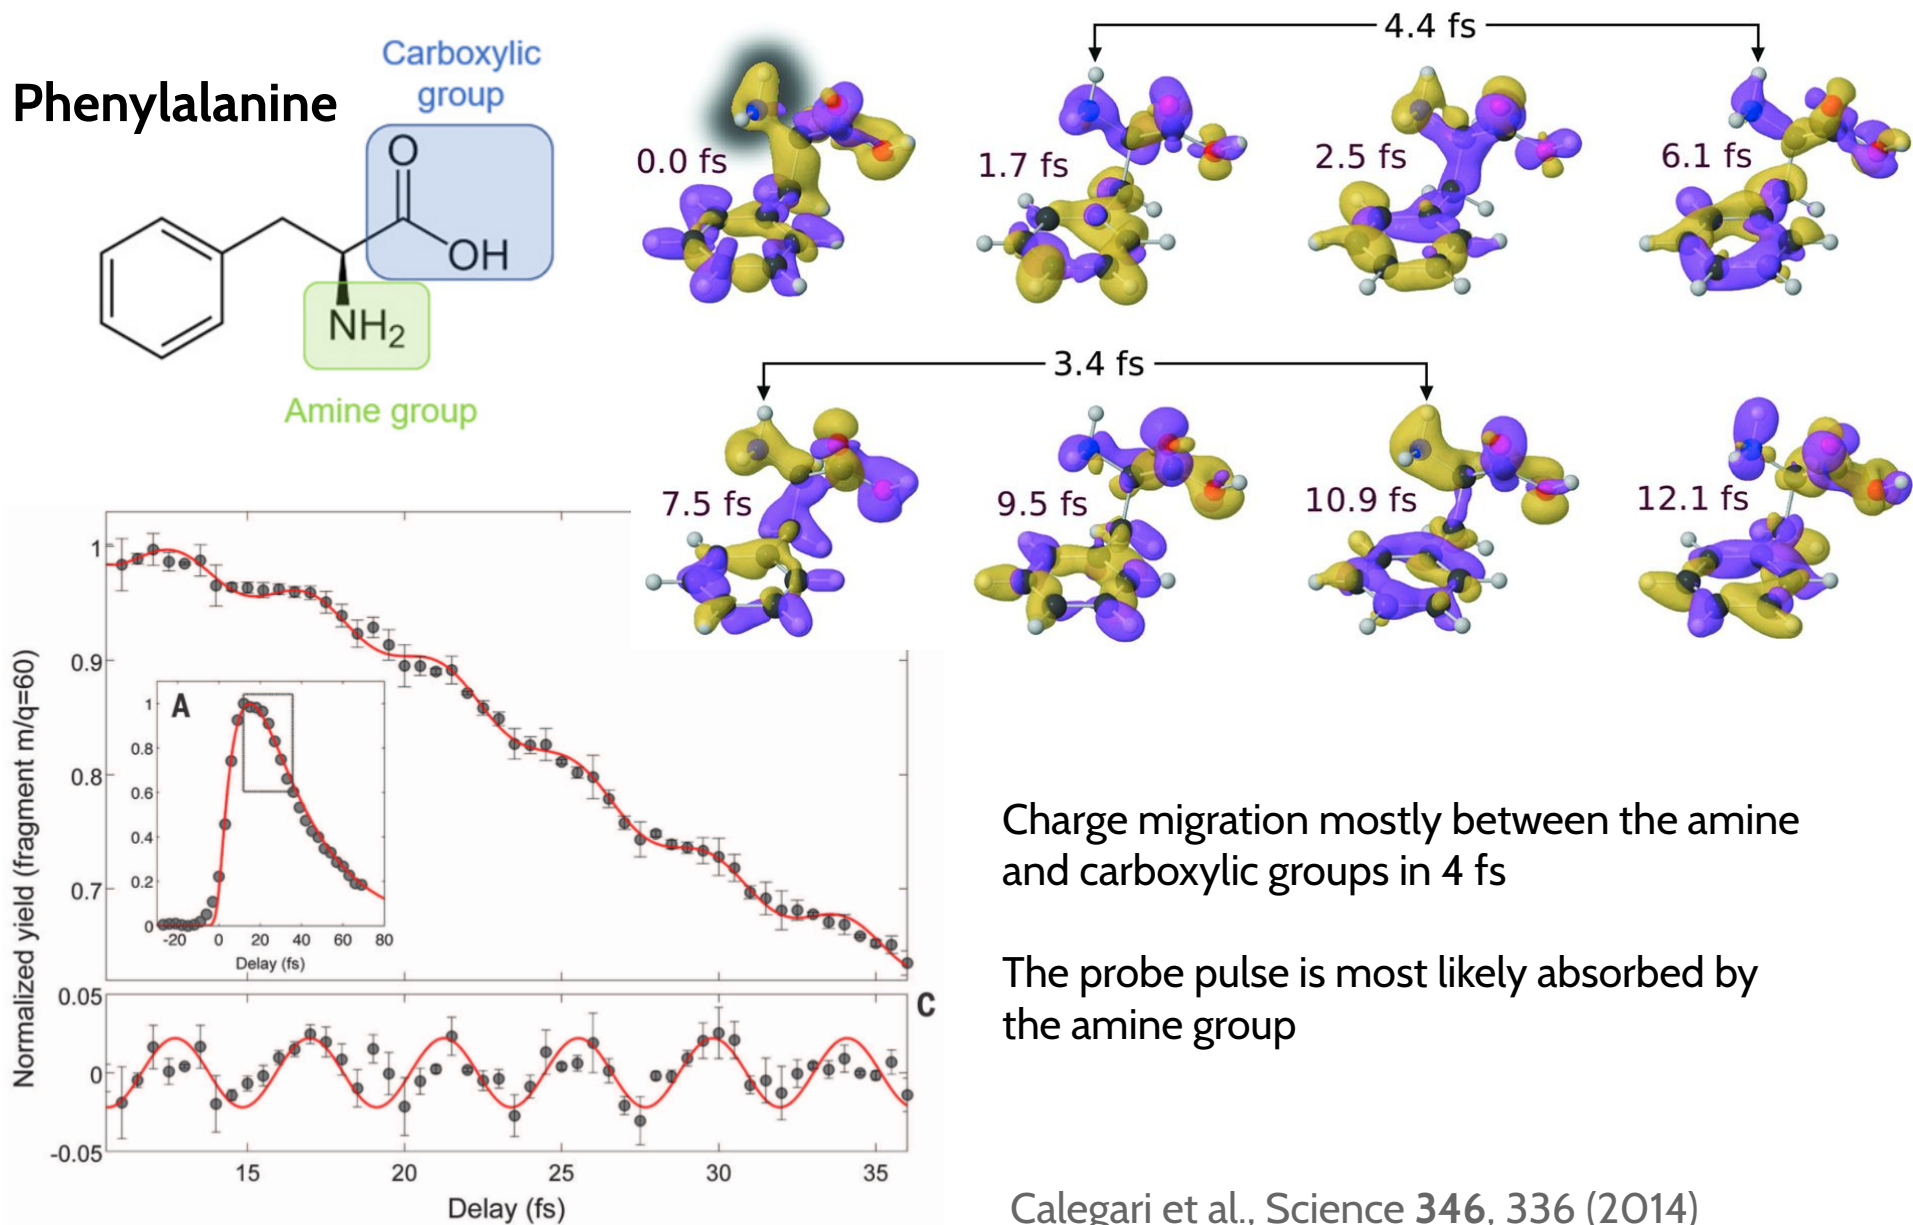 Phenylalanine
Carboxylic
group
O
OH
NH₂
Amine group
4.4 fs
0.0 fs
1.7 fs
2.5 fs
6.1 fs
3.4 fs
7.5 fs
9.5 fs
10.9 fs
12.1 fs
Normalized yield (fragment m/q=60)
1
0.9
0.8
0.7
A
1
0.8
0.6
0.4
0.2
0
-20 0 20 40 60 80
Delay (fs)
C
0.05
0
-0.05
15 20 25 30 35
Delay (fs)
Charge migration mostly between the amine
and carboxylic groups in 4 fs
The probe pulse is most likely absorbed by
the amine group
Calegari et al., Science 346, 336 (2014)